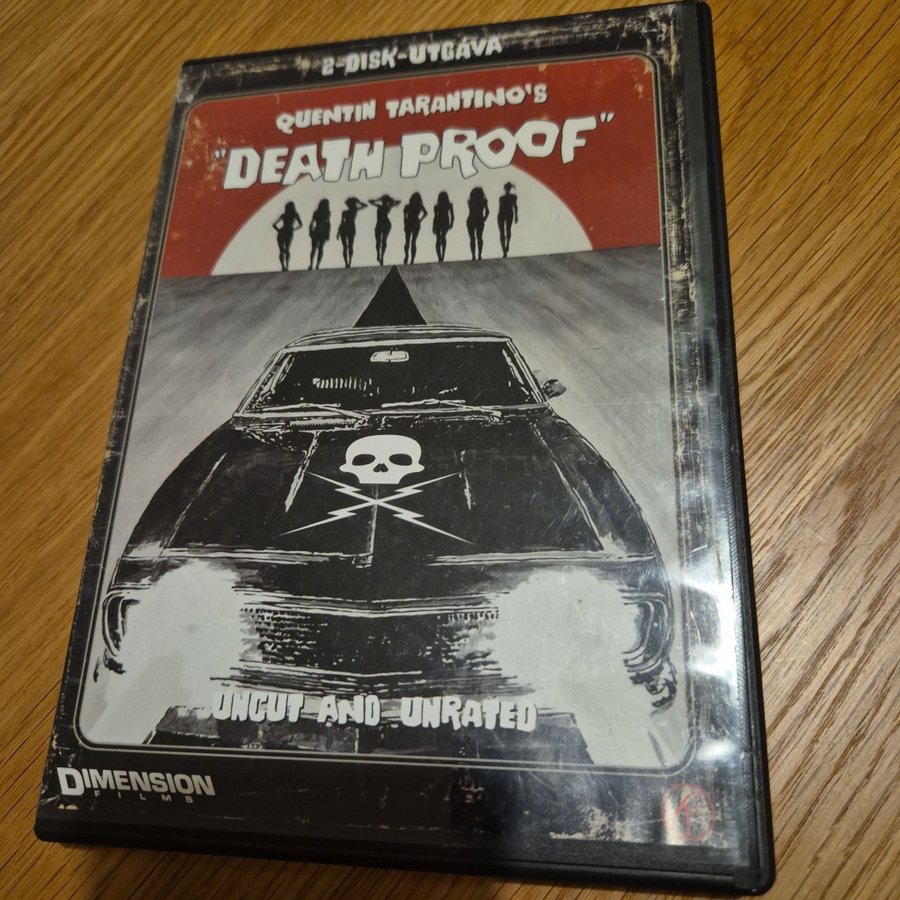 2-DISK-UTGÅVA
QUENTIN TARANTINO'S
"DEATH PROOF"
UNCUT AND UNRATED
DIMENSION
FILMS